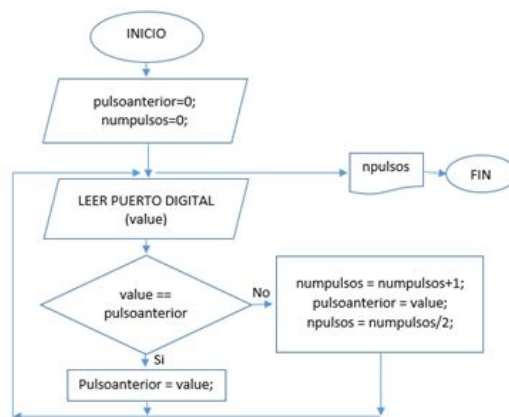 INICIO
pulsoanterior=0;
numpulsos=0;
npulsos
FIN
LEER PUERTO DIGITAL
(value)
value ==
pulsoanterior
No
numpulsos = numpulsos+1;
pulsoanterior = value;
npulsos = numpulsos/2;
Si
Pulsoanterior = value;